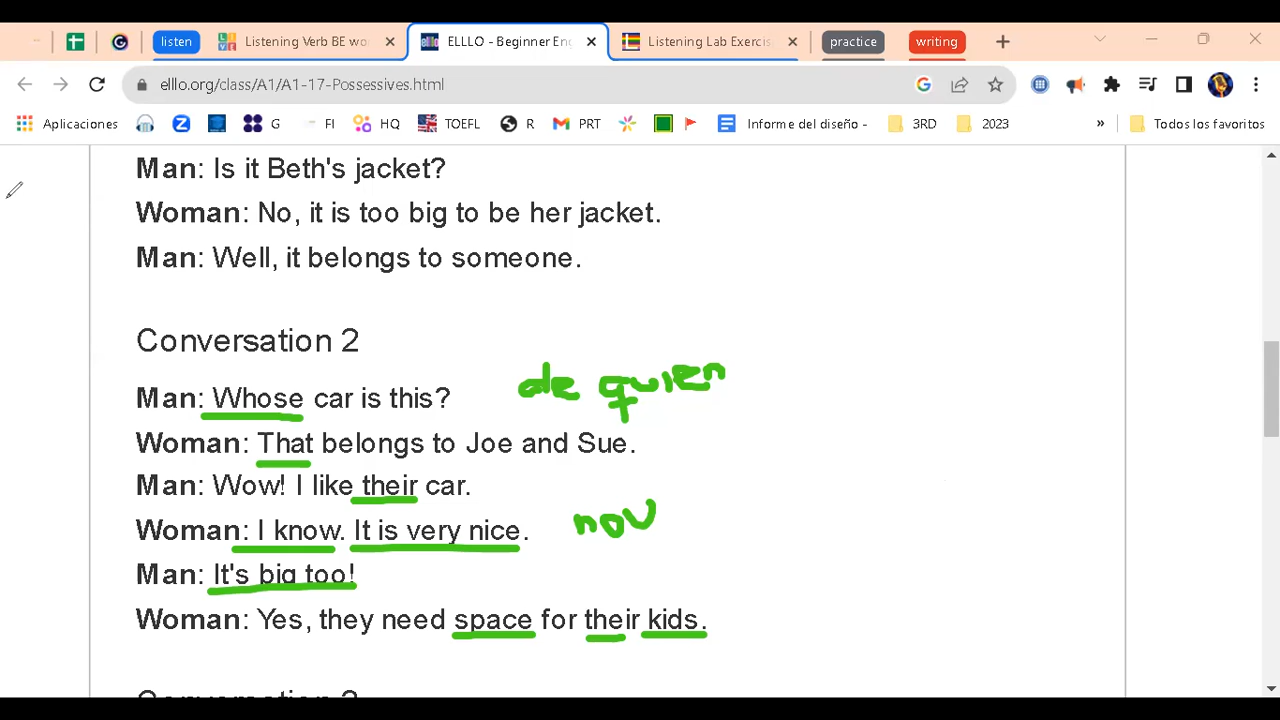 listen Listening Verb BE wo ELLLO - Beginner En Listening Lab Exercis practice writing
elllo.org/class/A1/A1-17-Possessives.html
Aplicaciones G FI HQ TOEFL R PRT Informe del diseño - 3RD 2023 » Todos los favoritos
Man: Is it Beth's jacket?
Woman: No, it is too big to be her jacket.
Man: Well, it belongs to someone.
Conversation 2
de quien
Man: Whose car is this?
Woman: That belongs to Joe and Sue.
Man: Wow! I like their car.
Woman: I know. It is very nice. nou
Man: It's big too!
Woman: Yes, they need space for their kids.